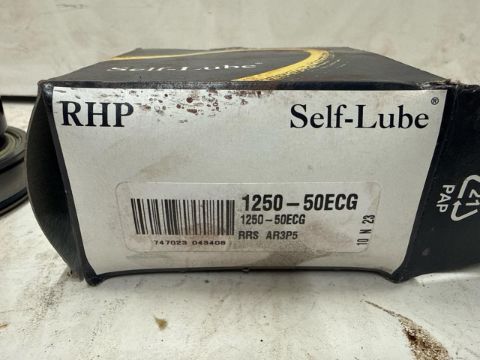 Self-Lube®
RHP Self-Lube®
1250-50ECG
1250-50ECG
RRS AR3P5
10 N 23
747023 043408
21
PAP